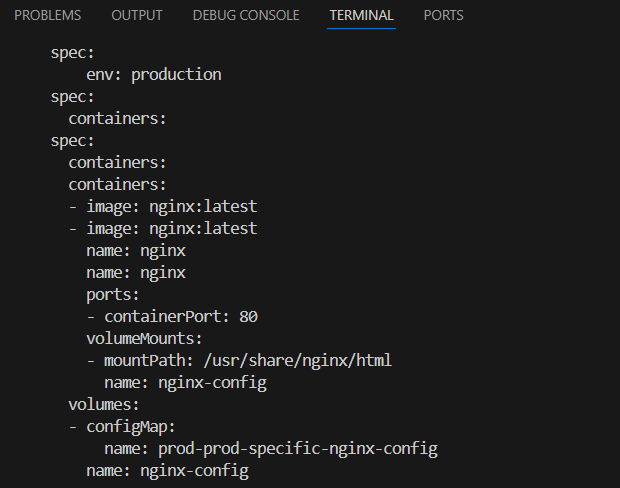 PROBLEMS OUTPUT DEBUG CONSOLE TERMINAL PORTS
spec:
env: production
spec:
containers:
spec:
containers:
containers:
- image: nginx:latest
- image: nginx:latest
name: nginx
name: nginx
ports:
- containerPort: 80
volumeMounts:
- mountPath: /usr/share/nginx/html
name: nginx-config
volumes:
- configMap:
name: prod-prod-specific-nginx-config
name: nginx-config